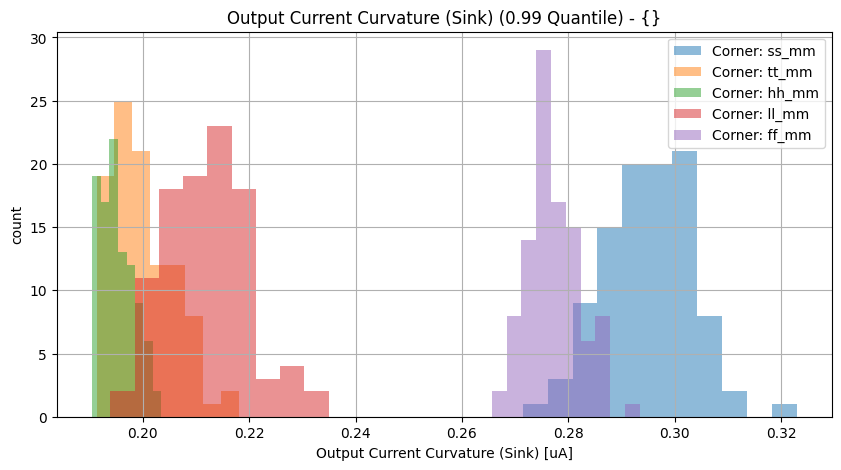 Output Current Curvature (Sink) (0.99 Quantile) - {}
30
25
20
15
10
5
0
count
Corner: ss_mm
Corner: tt_mm
Corner: hh_mm
Corner: ll_mm
Corner: ff_mm
0.20 0.22 0.24 0.26 0.28 0.30 0.32
Output Current Curvature (Sink) [uA]